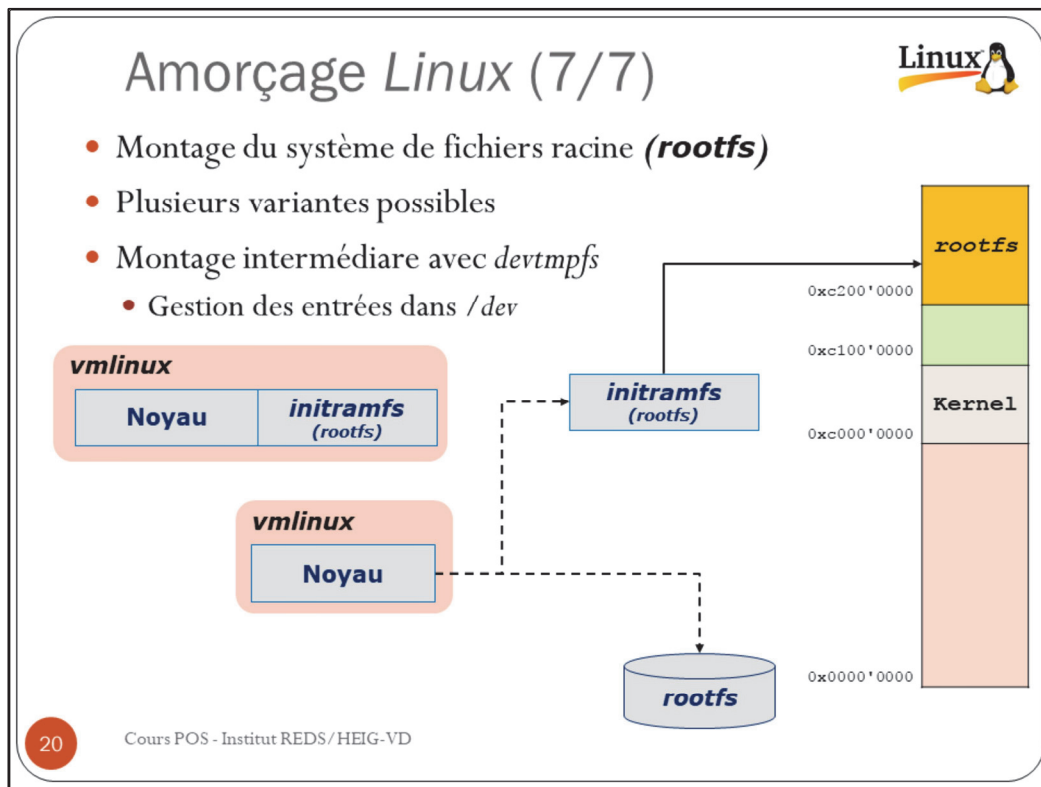 Amorçage Linux (7/7)
Linux
• Montage du système de fichiers racine (rootfs)
• Plusieurs variantes possibles
• Montage intermédiare avec devtmpfs
• Gestion des entrées dans /dev
vmlinux
Noyau
initramfs
(rootfs)
vmlinux
Noyau
initramfs
(rootfs)
rootfs
rootfs
0xc200'0000
0xc100'0000
Kernel
0xc000'0000
0x0000'0000
20
Cours POS - Institut REDS/HEIG-VD